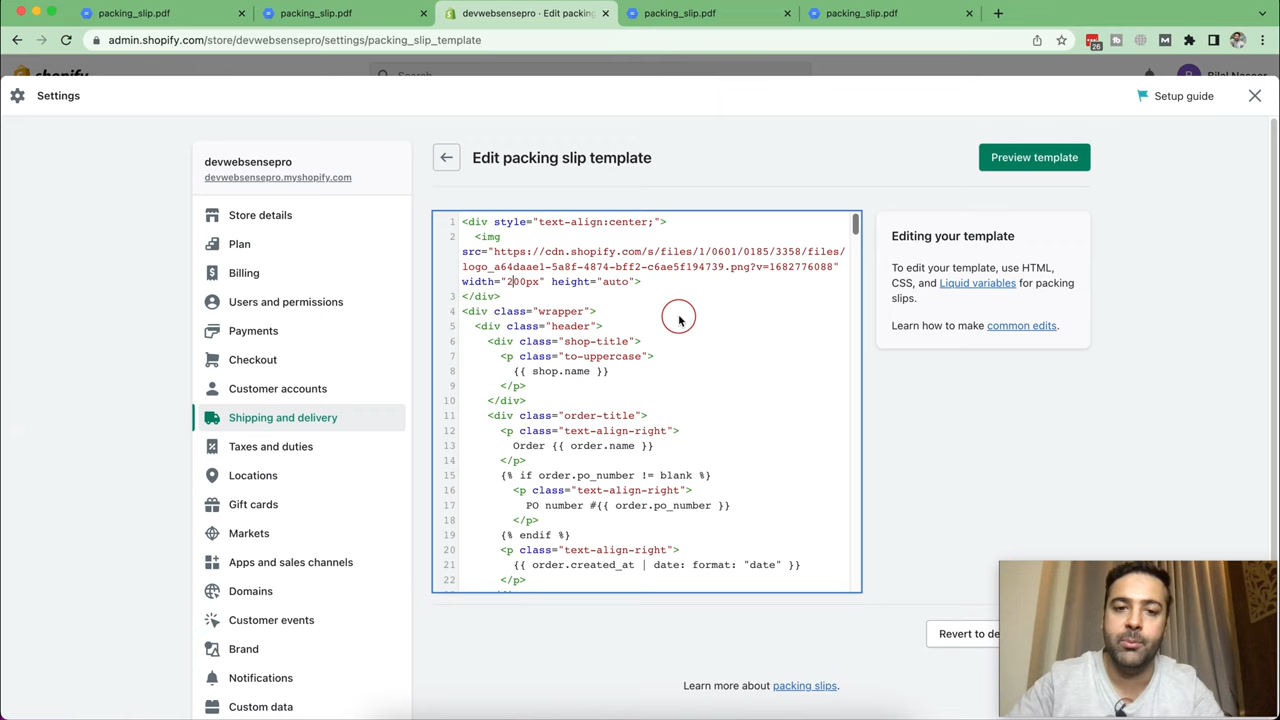 packing_slip.pdf
packing_slip.pdf
devwebsensepro · Edit packing
packing_slip.pdf
packing_slip.pdf
admin.shopify.com/store/devwebsensepro/settings/packing_slip_template
26
shopify
Search
Bilal Naseer
Settings
Setup guide
devwebsensepro
devwebsensepro.myshopify.com
Store details
Plan
Billing
Users and permissions
Payments
Checkout
Customer accounts
Shipping and delivery
Taxes and duties
Locations
Gift cards
Markets
Apps and sales channels
Domains
Customer events
Brand
Notifications
Custom data
Edit packing slip template
Preview template
1 <div style="text-align:center;">
2 <img
src="https://cdn.shopify.com/s/files/1/0601/0185/3358/files/
logo_a64daae1-5a8f-4874-bff2-c6ae5f194739.png?v=1682776088"
width="200px" height="auto">
3 </div>
4 <div class="wrapper">
5 <div class="header">
6 <div class="shop-title">
7 <p class="to-uppercase">
8 {{ shop.name }}
9 </p>
10 </div>
11 <div class="order-title">
12 <p class="text-align-right">
13 Order {{ order.name }}
14 </p>
15 {% if order.po_number != blank %}
16 <p class="text-align-right">
17 PO number #{{ order.po_number }}
18 </p>
19 {% endif %}
20 <p class="text-align-right">
21 {{ order.created_at | date: format: "date" }}
22 </p>
Editing your template
To edit your template, use HTML,
CSS, and Liquid variables for packing
slips.
Learn how to make common edits.
Revert to de
Learn more about packing slips.